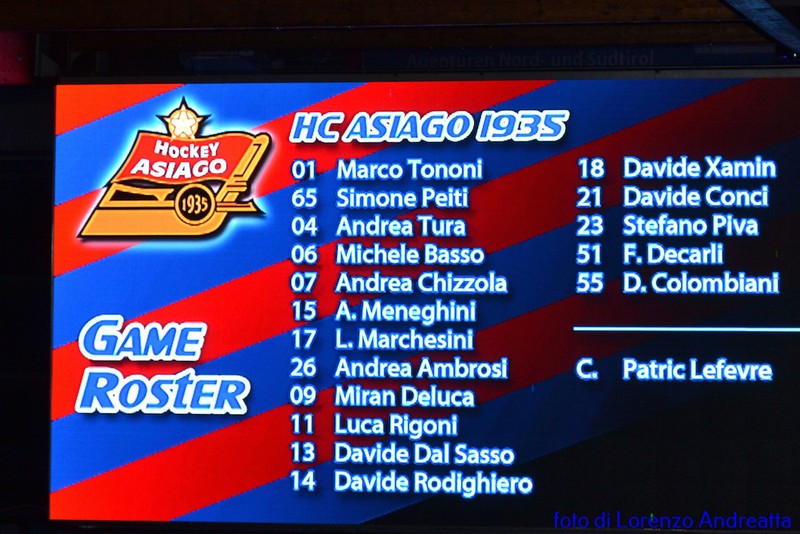 Agenturen Nord- und Südtirol
HC ASIAGO 1935
HOCKEY
ASIAGO
1935
GAME
ROSTER
01 Marco Tononi
65 Simone Peiti
04 Andrea Tura
06 Michele Basso
07 Andrea Chizzola
15 A. Meneghini
17 L. Marchesini
26 Andrea Ambrosi
09 Miran Deluca
11 Luca Rigoni
13 Davide Dal Sasso
14 Davide Rodighiero
18 Davide Xamin
21 Davide Conci
23 Stefano Piva
51 F. Decarli
55 D. Colombiani
C. Patric Lefevre
foto di Lorenzo Andreatta